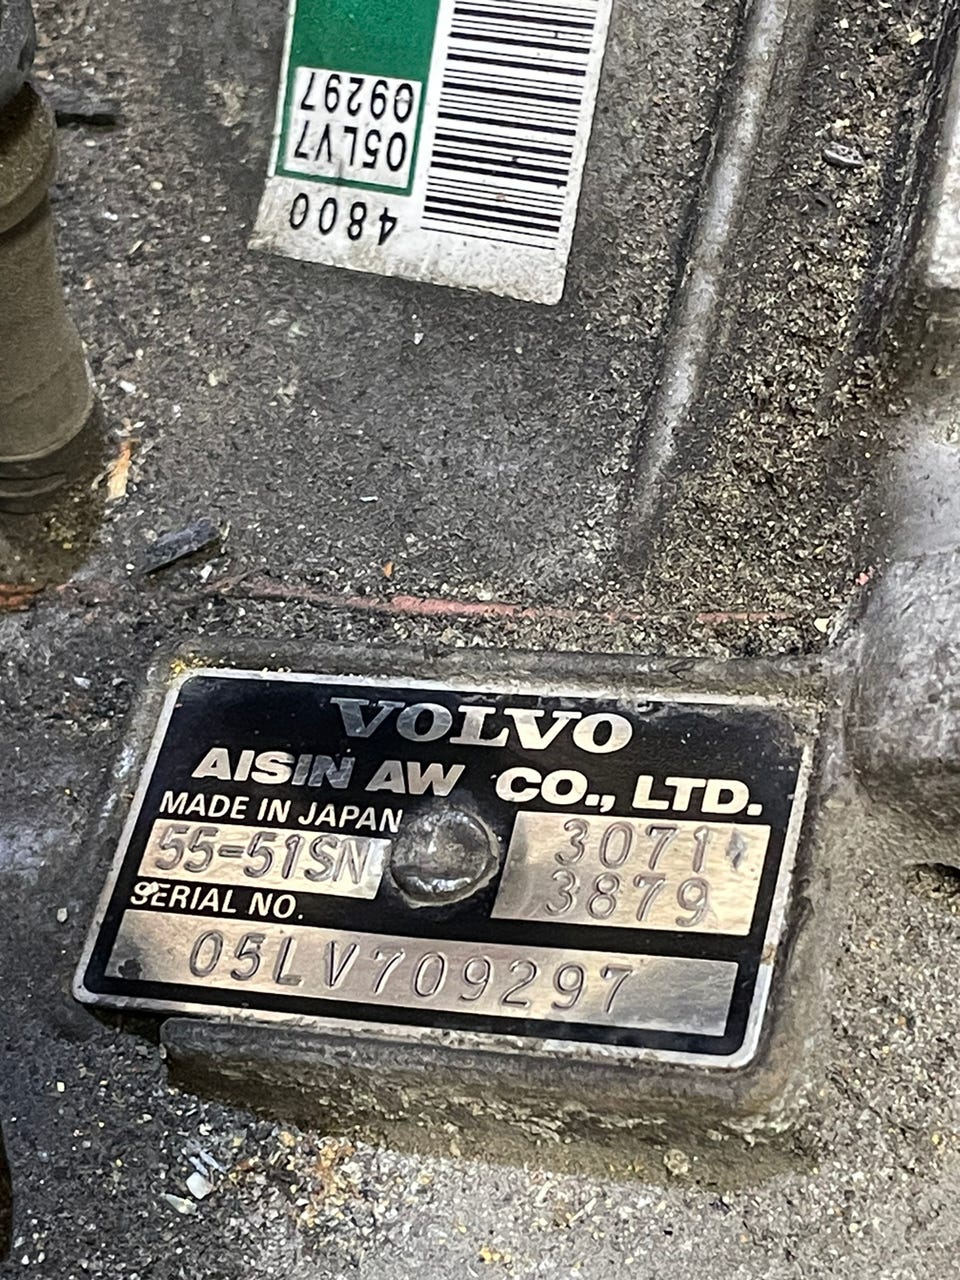 4800
05LV7
09297
VOLVO
AISIN AW CO., LTD.
MADE IN JAPAN
55-51SN
3071
3879
SERIAL NO.
05LV709297